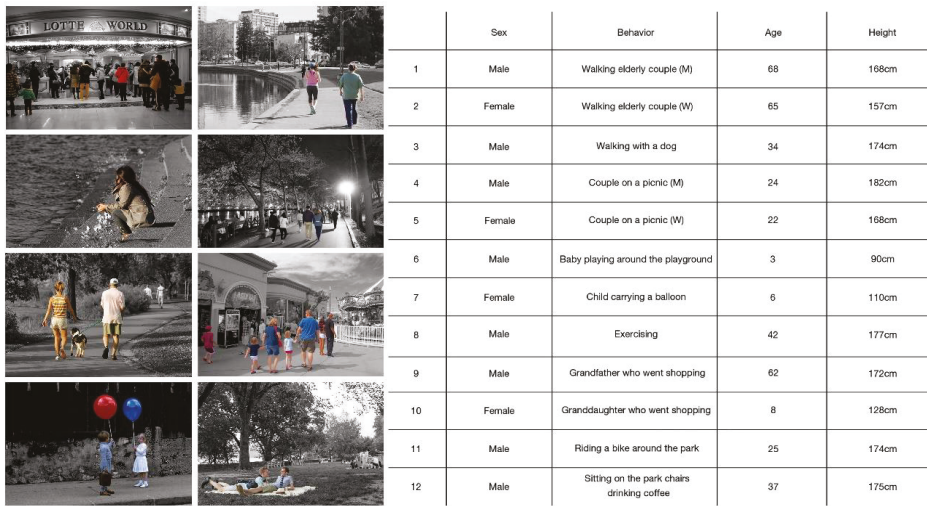 LOTTE WORLD
Sex Behavior Age Height
1 Male Walking elderly couple (M) 68 168cm
2 Female Walking elderly couple (W) 65 157cm
3 Male Walking with a dog 34 174cm
4 Male Couple on a picnic (M) 24 182cm
5 Female Couple on a picnic (W) 22 168cm
6 Male Baby playing around the playground 3 90cm
7 Female Child carrying a balloon 6 110cm
8 Male Exercising 42 177cm
9 Male Grandfather who went shopping 62 172cm
10 Female Granddaughter who went shopping 8 128cm
11 Male Riding a bike around the park 25 174cm
12 Male Sitting on the park chairs drinking coffee 37 175cm